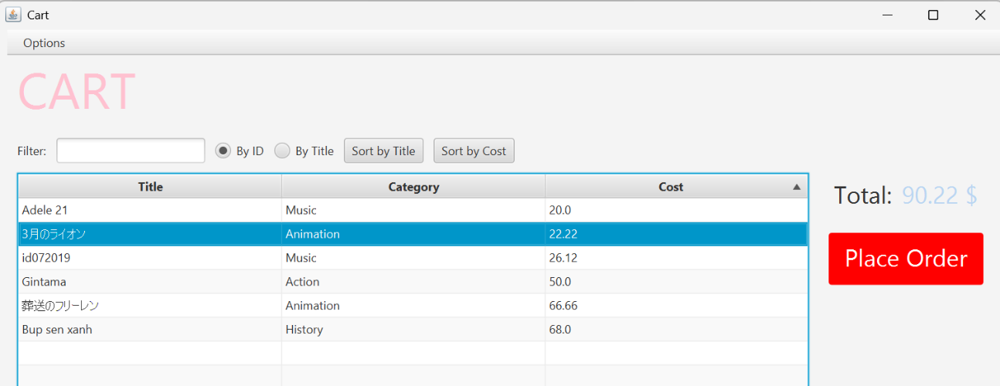 Cart
Options
CART
Filter: By ID By Title Sort by Title Sort by Cost
Title Category Cost
Adele 21 Music 20.0
3月のライオン Animation 22.22
id072019 Music 26.12
Gintama Action 50.0
葬送のフリーレン Animation 66.66
Bup sen xanh History 68.0
Total: 90.22 $
Place Order